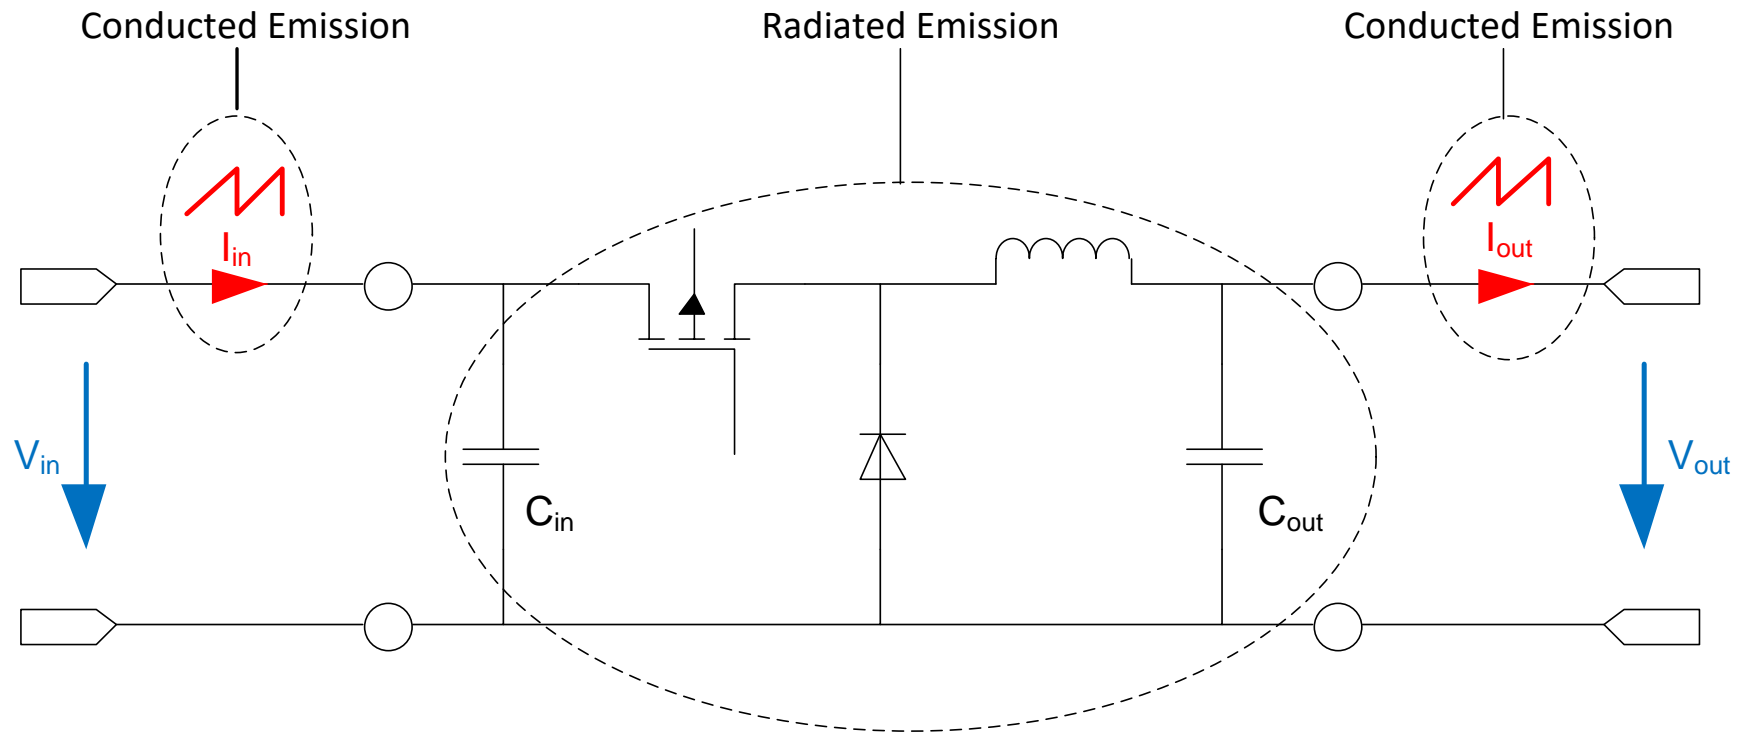 Conducted Emission
Radiated Emission
Conducted Emission
Iin
Iout
Vin
Vout
Cin
Cout